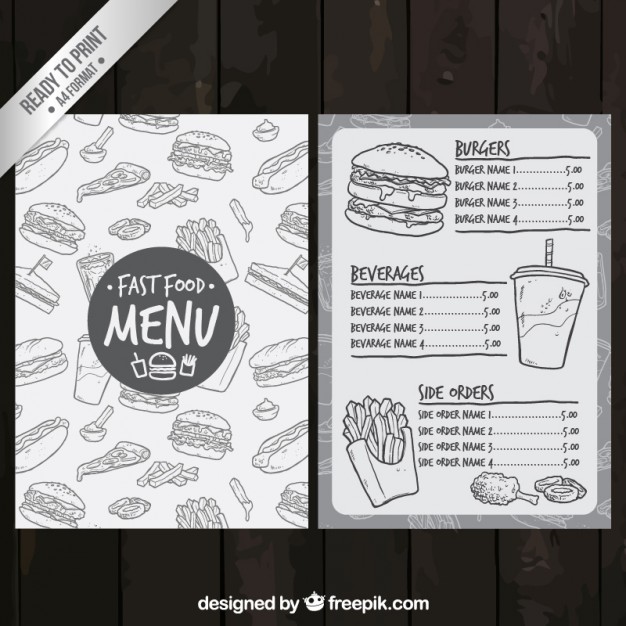 READY TO PRINT
A4 FORMAT
• FAST FOOD •
MENU
BURGERS
BURGER NAME 1..............5.00
BURGER NAME 2.............5.00
BURGER NAME 3.............5.00
BURGER NAME 4.............5.00
BEVERAGES
BEVERAGE NAME 1...............5.00
BEVERAGE NAME 2..............5.00
BEVERAGE NAME 3..............5.00
BEVARAGE NAME 4..............5.00
SIDE ORDERS
SIDE ORDER NAME 1..............5.00
SIDE ORDER NAME 2.............5.00
SIDE ORDER NAME 3.............5.00
SIDE ORDER NAME 4.............5.00
designed by freepik.com